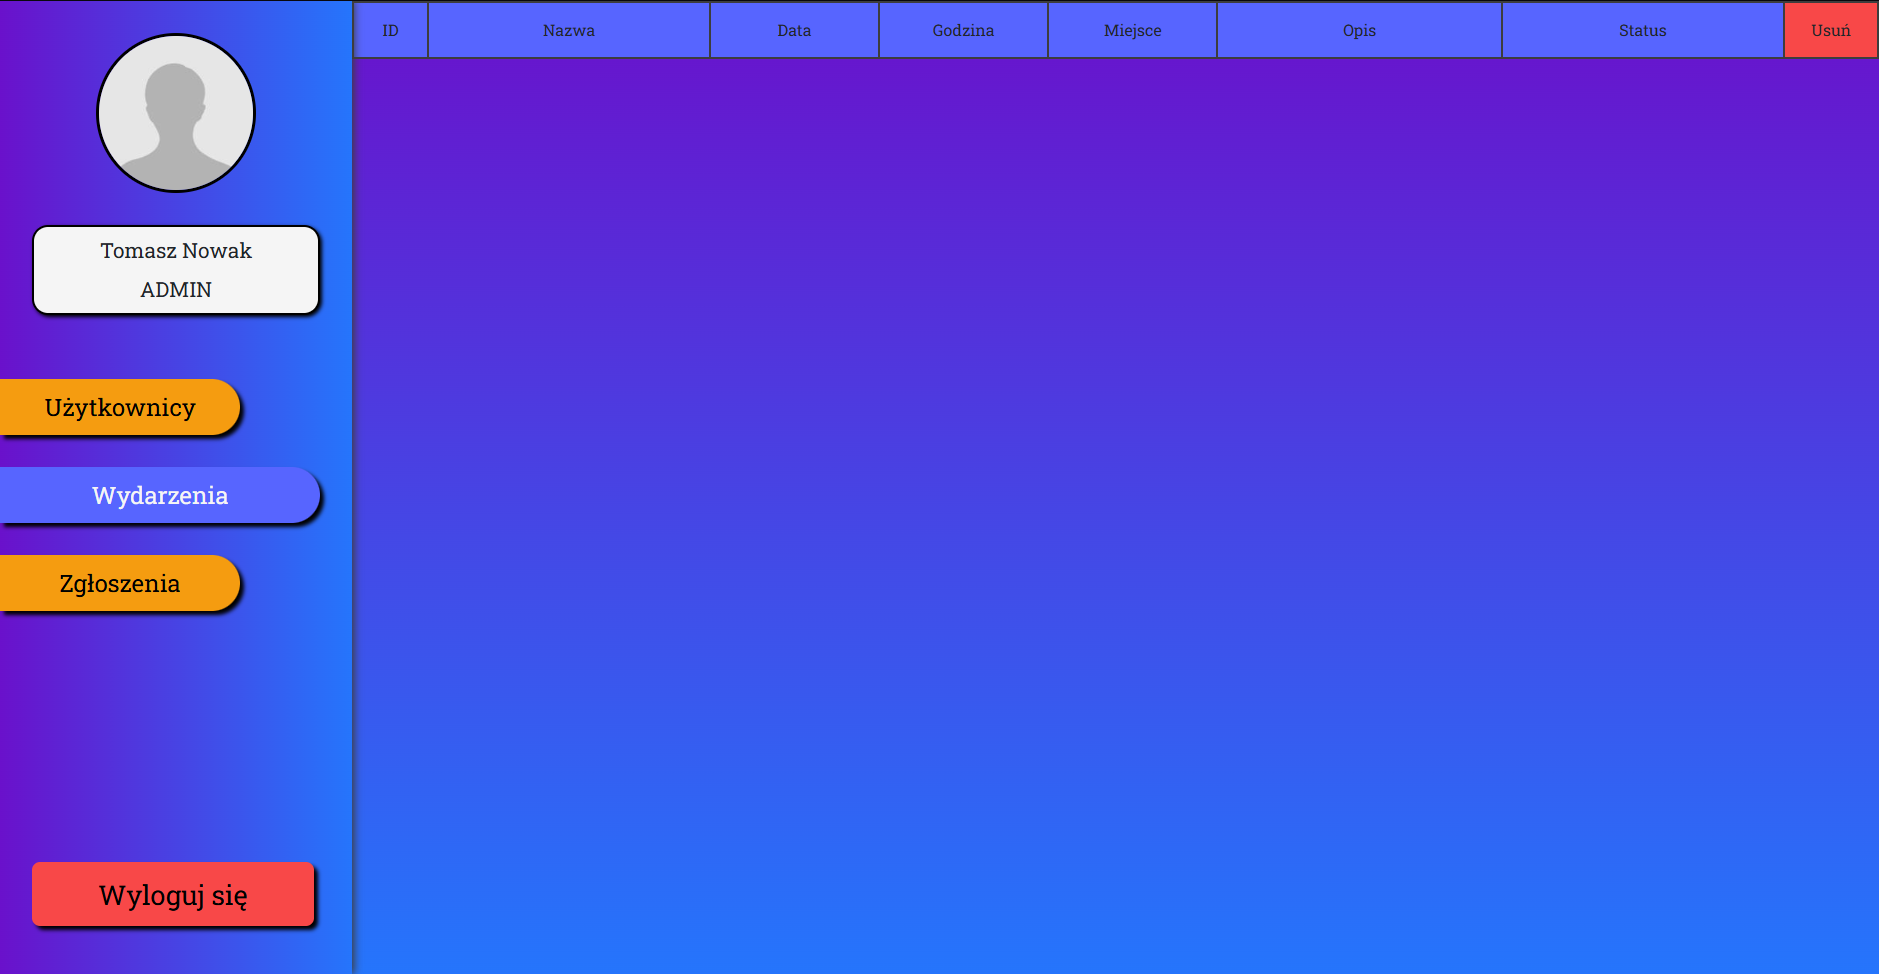 Tomasz Nowak
ADMIN
Użytkownicy
Wydarzenia
Zgłoszenia
Wyloguj się
ID Nazwa Data Godzina Miejsce Opis Status Usuń